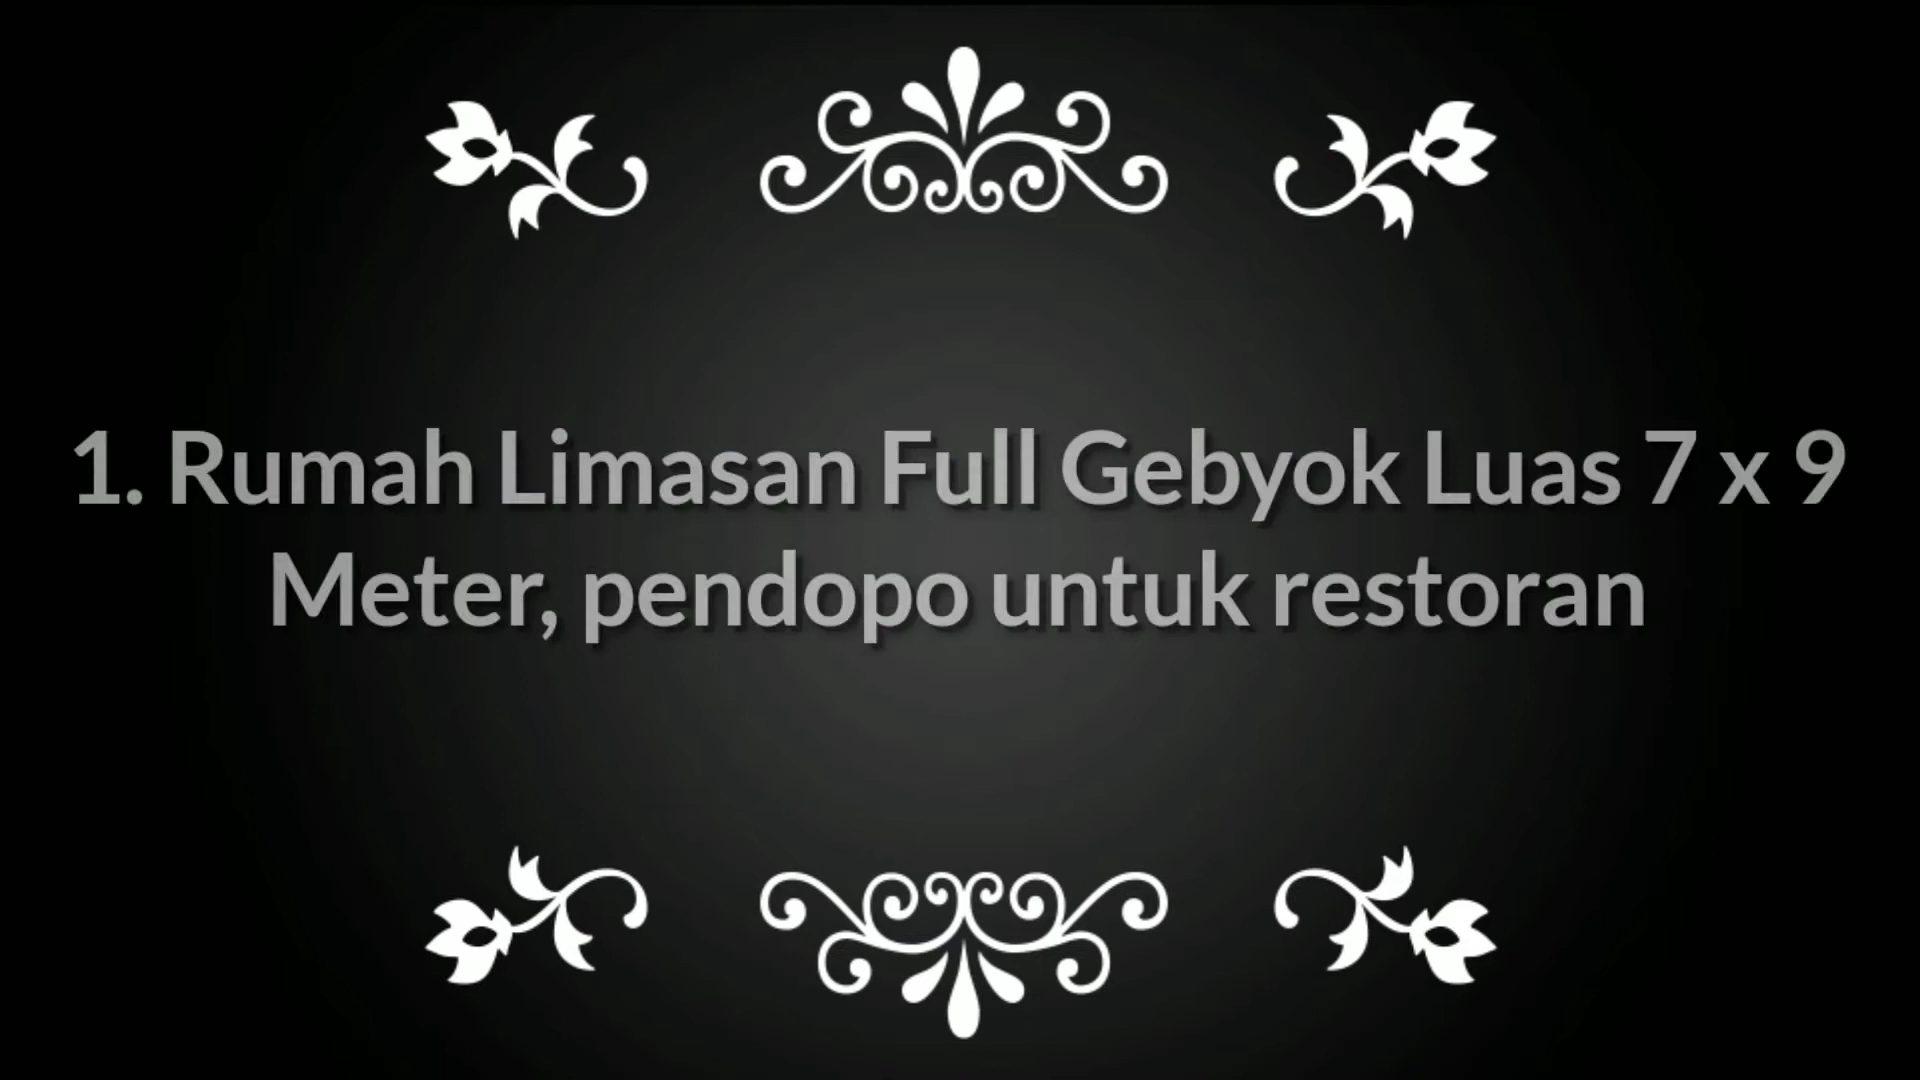 1. Rumah Limasan Full Gebyok Luas 7 x 9
Meter, pendopo untuk restoran